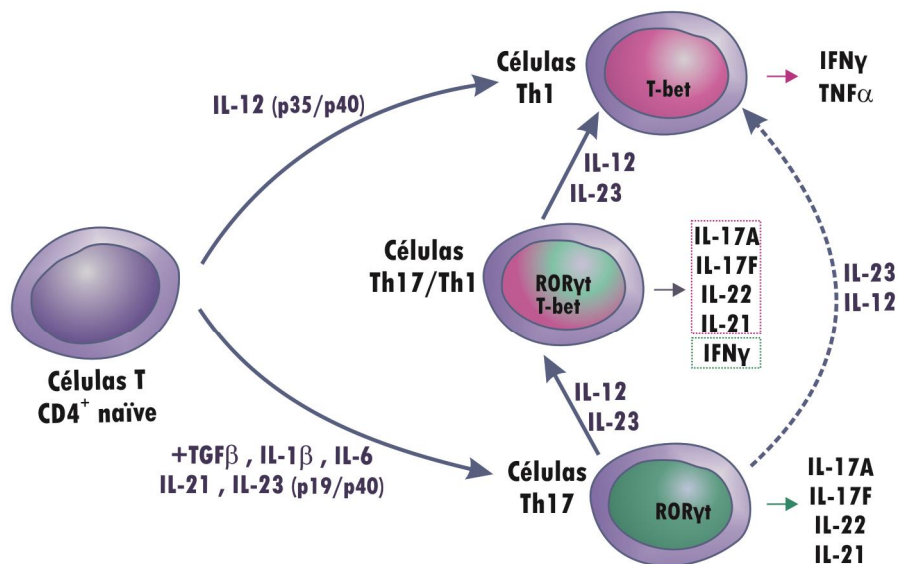 Células
Th1
T-bet
IFNγ
TNFα
IL-12 (p35/p40)
IL-12
IL-23
Células
Th17/Th1
RORγt
T-bet
IL-17A
IL-17F
IL-22
IL-21
IFNγ
IL-23
IL-12
Células T
CD4⁺ naïve
IL-12
IL-23
+TGFβ , IL-1β , IL-6
IL-21 , IL-23 (p19/p40)
Células
Th17
RORγt
IL-17A
IL-17F
IL-22
IL-21